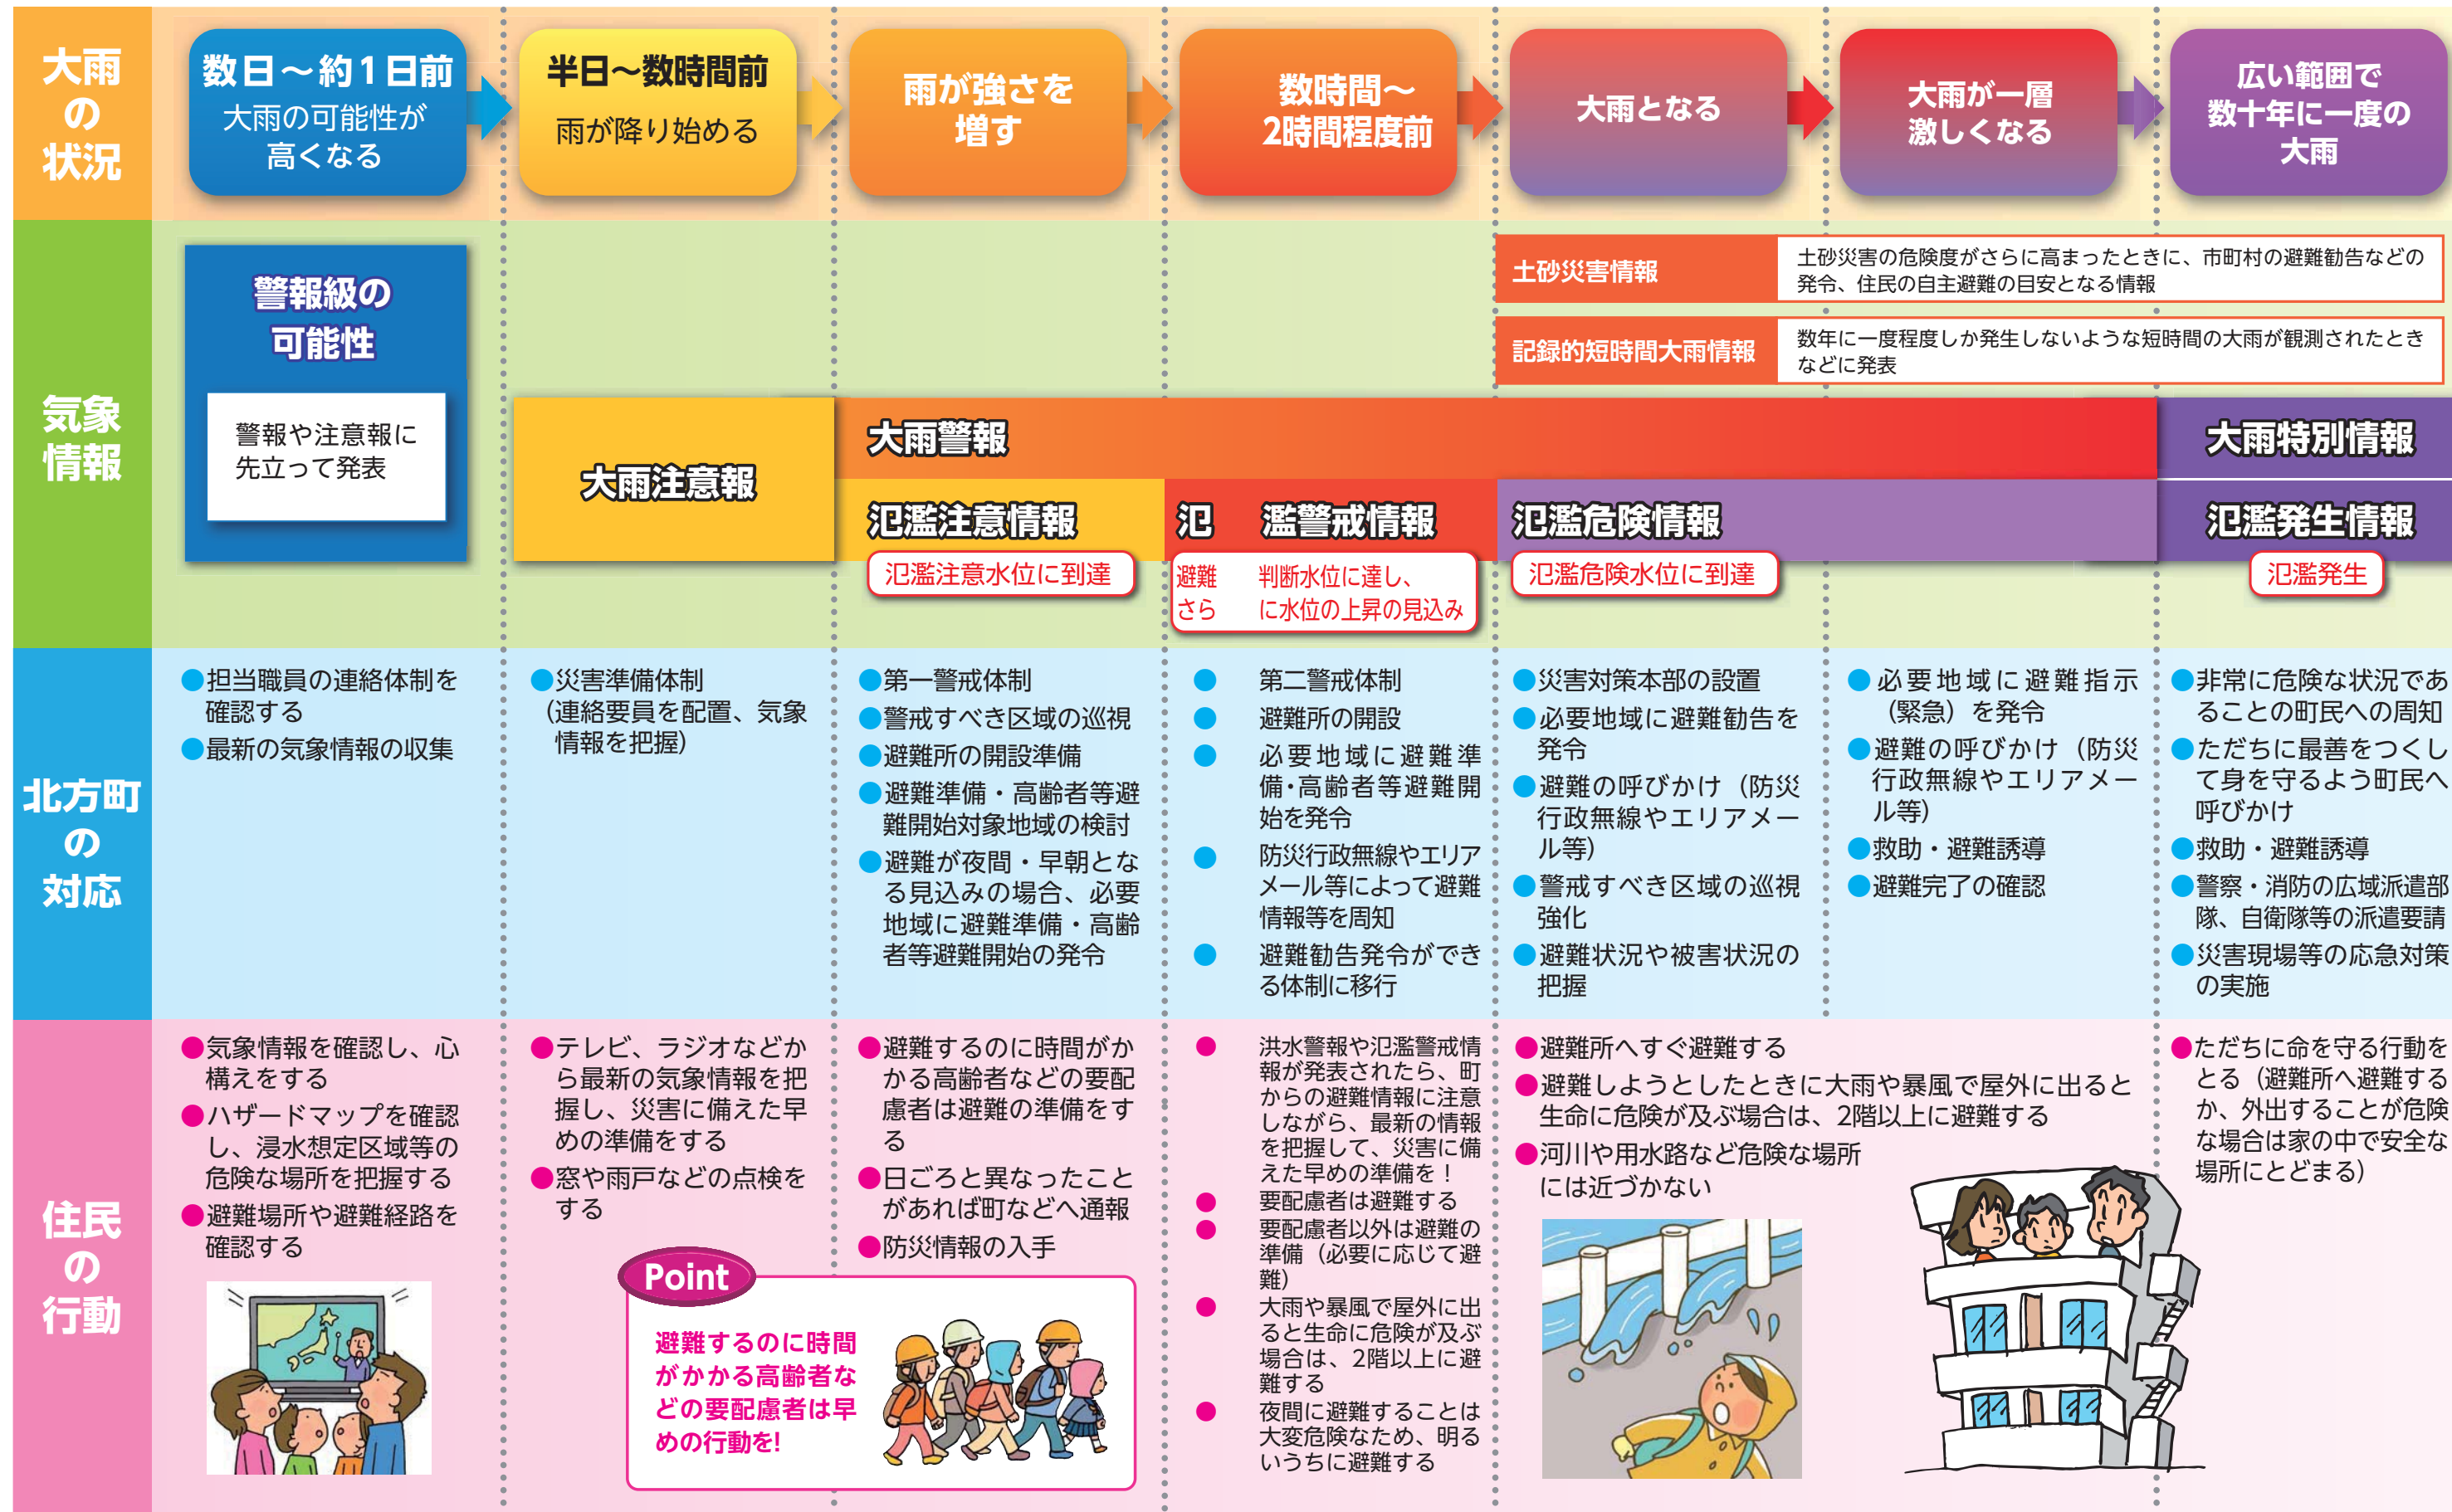 大雨
の
状況
数日～約1日前
大雨の可能性が
高くなる
半日～数時間前
雨が降り始める
雨が強さを
増す
数時間～
2時間程度前
大雨となる
大雨が一層
激しくなる
広い範囲で
数十年に一度の
大雨
気象
情報
警報級の
可能性
警報や注意報に
先立って発表
土砂災害情報
土砂災害の危険度がさらに高まったときに、市町村の避難勧告などの
発令、住民の自主避難の目安となる情報
記録的短時間大雨情報
数年に一度程度しか発生しないような短時間の大雨が観測されたとき
などに発表
大雨注意報
大雨警報
大雨特別情報
氾濫注意情報
氾濫注意水位に到達
氾 濫警戒情報
避難 判断水位に達し、
さら に水位の上昇の見込み
氾濫危険情報
氾濫危険水位に到達
氾濫発生情報
氾濫発生
北方町
の
対応
●担当職員の連絡体制を
確認する
●最新の気象情報の収集
●災害準備体制
（連絡要員を配置、気象
情報を把握）
●第一警戒体制
●警戒すべき区域の巡視
●避難所の開設準備
●避難準備・高齢者等避
難開始対象地域の検討
●避難が夜間・早朝とな
る見込みの場合、必要
地域に避難準備・高齢
者等避難開始の発令
● 第二警戒体制
● 避難所の開設
● 必要地域に避難準
備・高齢者等避難開
始を発令
● 防災行政無線やエリア
メール等によって避難
情報等を周知
● 避難勧告発令ができ
る体制に移行
●災害対策本部の設置
●必要地域に避難勧告を
発令
●避難の呼びかけ（防災
行政無線やエリアメー
ル等）
●警戒すべき区域の巡視
強化
●避難状況や被害状況の
把握
●必要地域に避難指示
（緊急）を発令
●避難の呼びかけ（防災
行政無線やエリアメー
ル等）
●救助・避難誘導
●避難完了の確認
●非常に危険な状況であ
ることの町民への周知
●ただちに最善をつくし
て身を守るよう町民へ
呼びかけ
●救助・避難誘導
●警察・消防の広域派遣部
隊、自衛隊等の派遣要請
●災害現場等の応急対策
の実施
住民
の
行動
●気象情報を確認し、心
構えをする
●ハザードマップを確認
し、浸水想定区域等の
危険な場所を把握する
●避難場所や避難経路を
確認する
●テレビ、ラジオなどか
ら最新の気象情報を把
握し、災害に備えた早
めの準備をする
●窓や雨戸などの点検を
する
●避難するのに時間がか
かる高齢者などの要配
慮者は避難の準備をす
る
●日ごろと異なったこと
があれば町などへ通報
●防災情報の入手
Point
避難するのに時間
がかかる高齢者な
どの要配慮者は早
めの行動を!
● 洪水警報や氾濫警戒情
報が発表されたら、町
からの避難情報に注意
しながら、最新の情報
を把握して、災害に備
えた早めの準備を！
● 要配慮者は避難する
● 要配慮者以外は避難の
準備（必要に応じて避
難）
● 大雨や暴風で屋外に出
ると生命に危険が及ぶ
場合は、2階以上に避
難する
● 夜間に避難することは
大変危険なため、明る
いうちに避難する
●避難所へすぐ避難する
●避難しようとしたときに大雨や暴風で屋外に出ると
生命に危険が及ぶ場合は、2階以上に避難する
●河川や用水路など危険な場所
には近づかない
●ただちに命を守る行動を
とる（避難所へ避難する
か、外出することが危険
な場合は家の中で安全な
場所にとどまる）